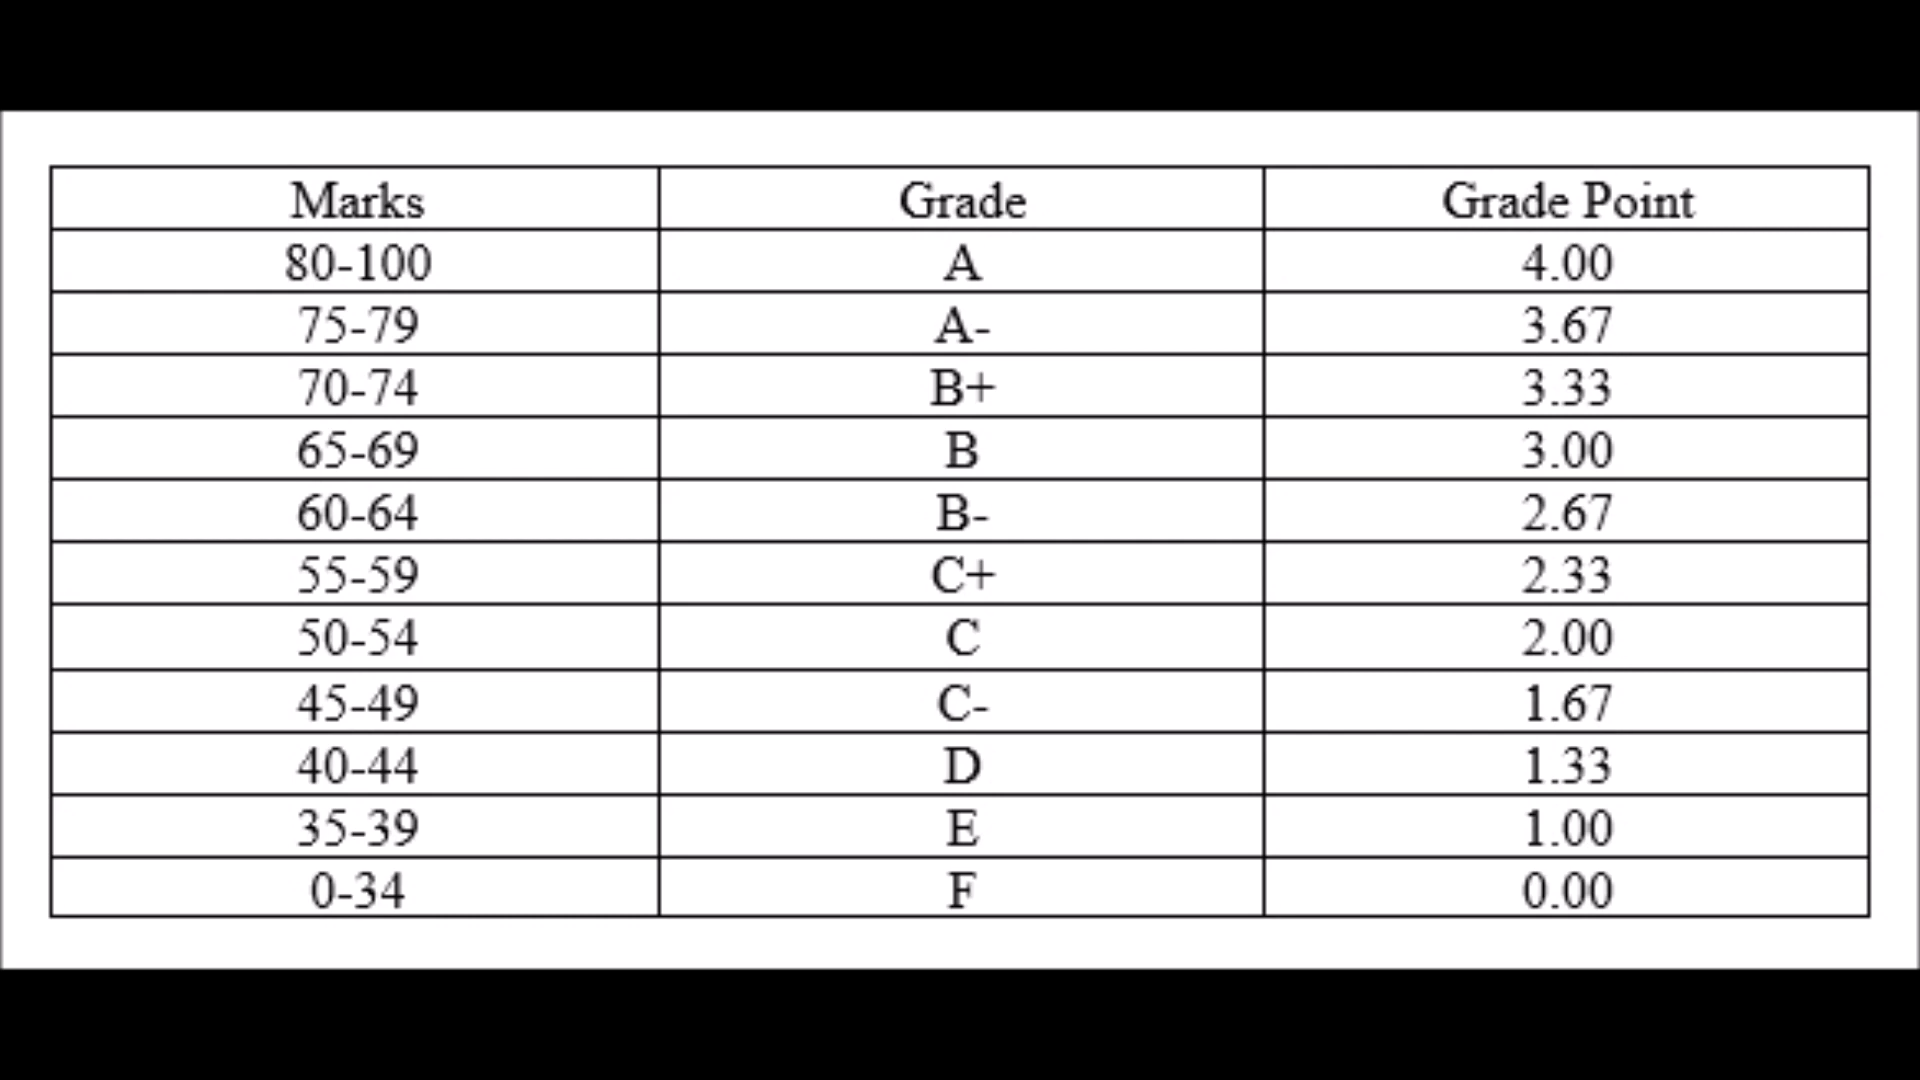 Marks Grade Grade Point
80-100 A 4.00
75-79 A- 3.67
70-74 B+ 3.33
65-69 B 3.00
60-64 B- 2.67
55-59 C+ 2.33
50-54 C 2.00
45-49 C- 1.67
40-44 D 1.33
35-39 E 1.00
0-34 F 0.00